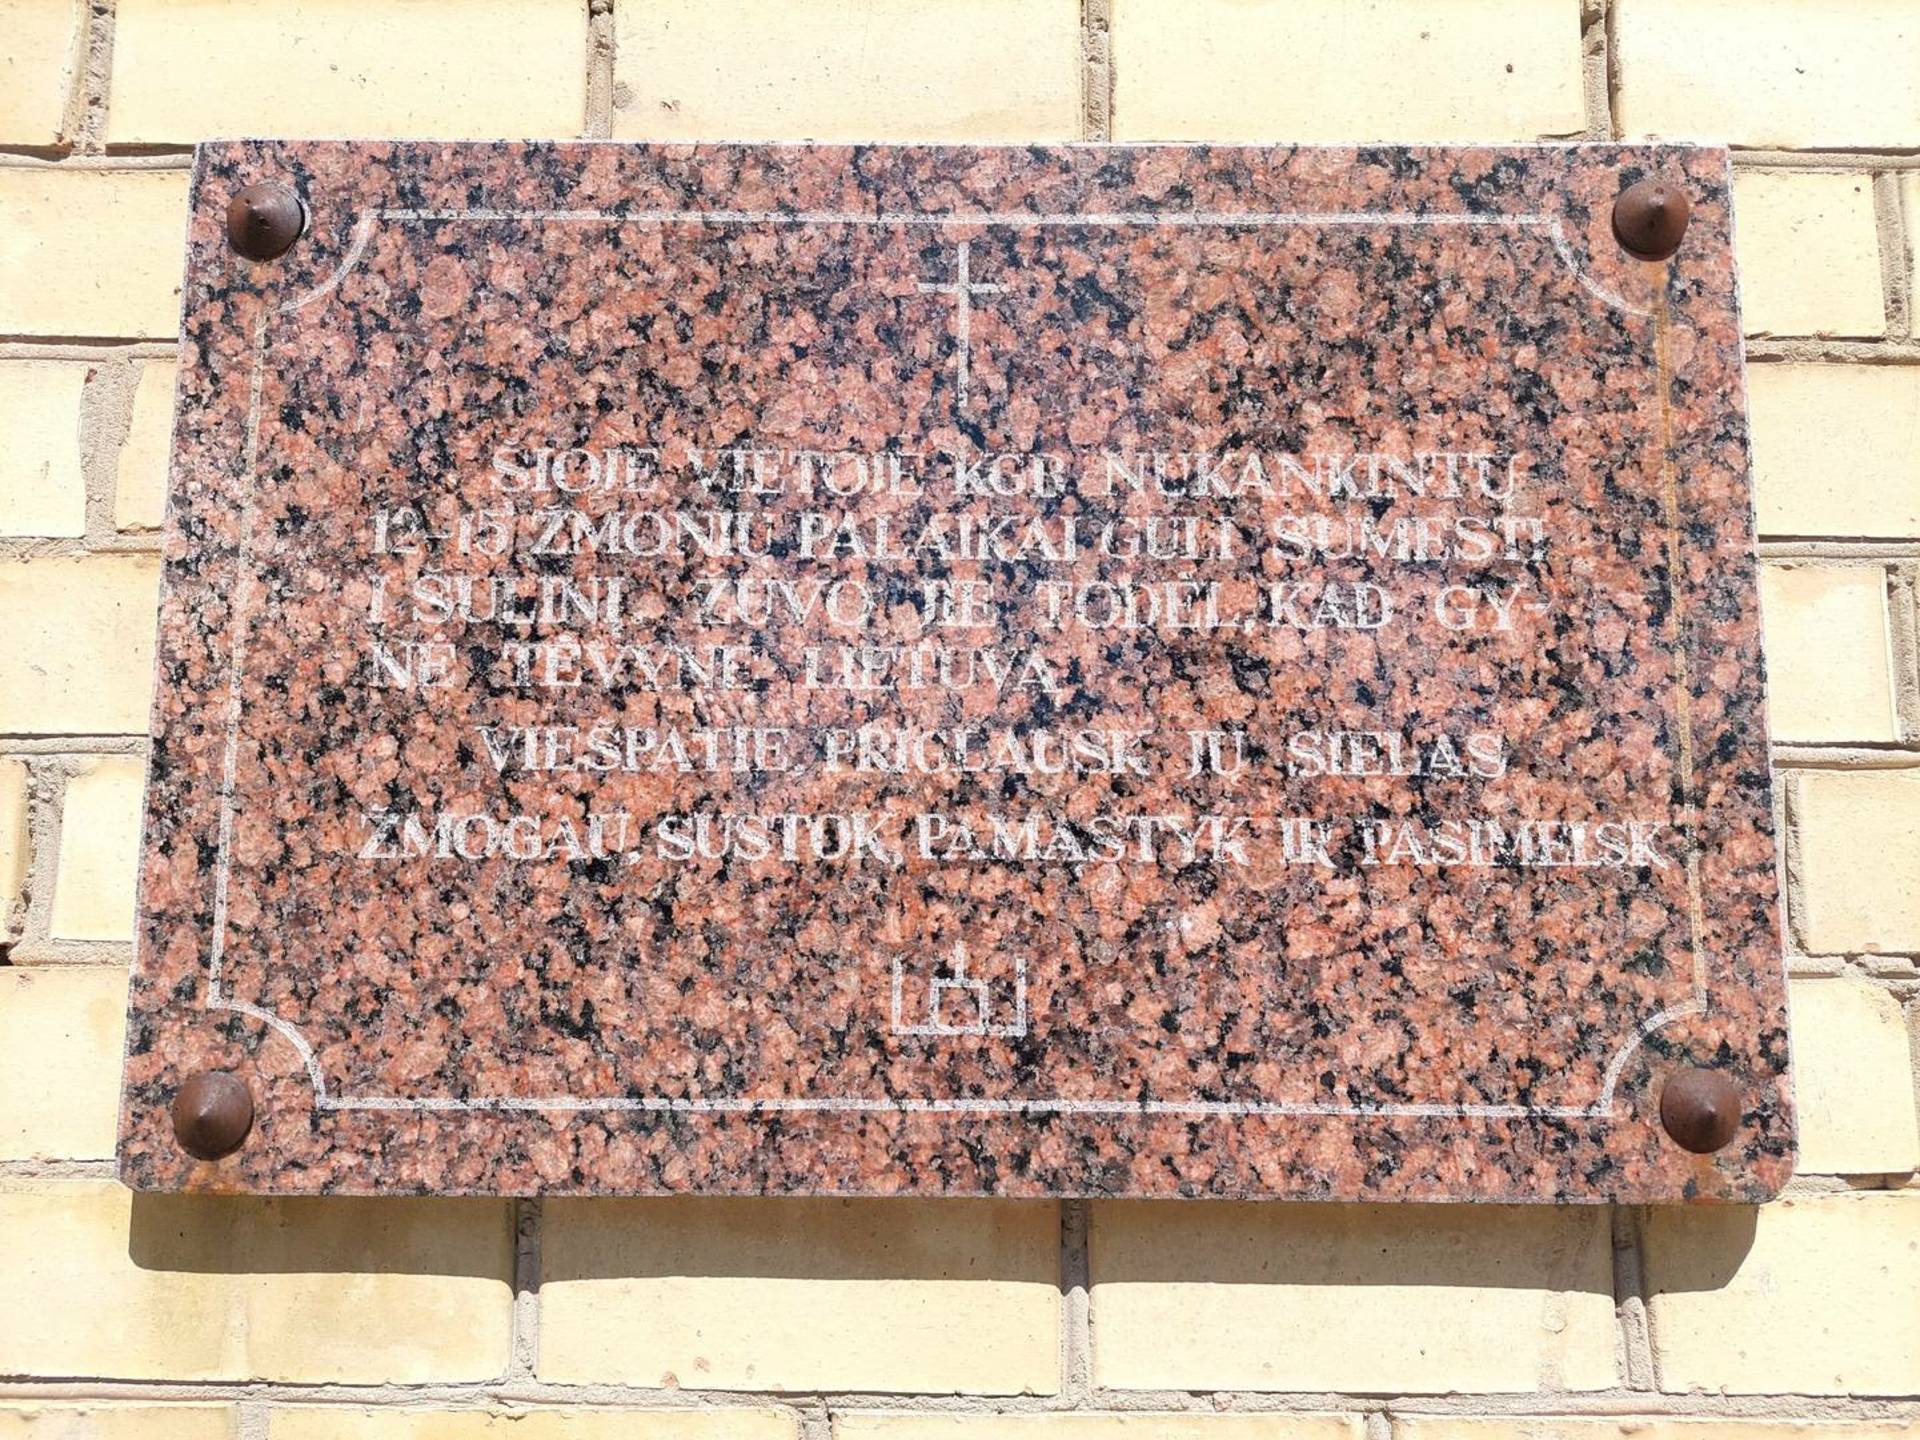 ŠIOJE VIETOJE KGB NUKANKINTŲ
12-15 ŽMONIŲ PALAIKAI GULI SUMESTI
Į ŠULINĮ. ŽUVO JIE TODĖL, KAD GY-
NĖ TĖVYNĘ LIETUVĄ
VIEŠPATIE PRIGLAUSK JŲ SIELAS
ŽMOGAU, SUSTOK, PAMĄSTYK IR PASIMELSK